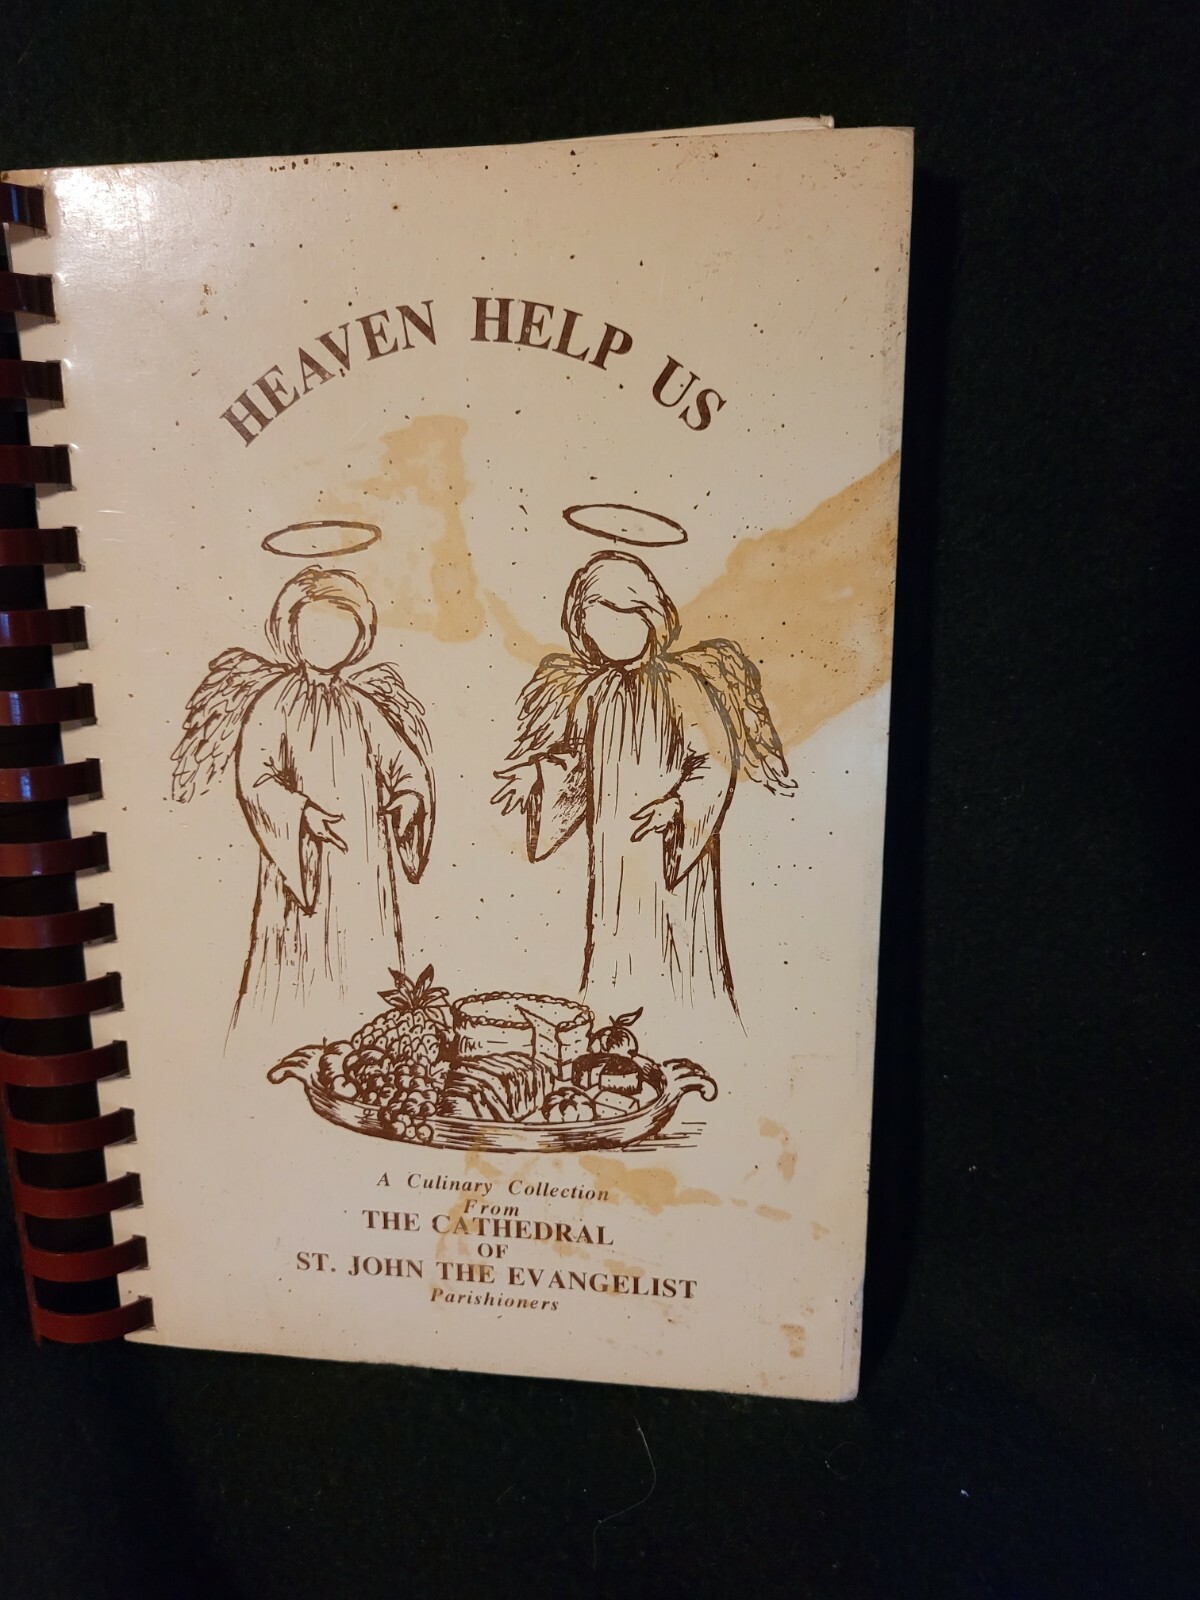 HEAVEN HELP US
A Culinary Collection
From
THE CATHEDRAL
OF
ST. JOHN THE EVANGELIST
Parishioners